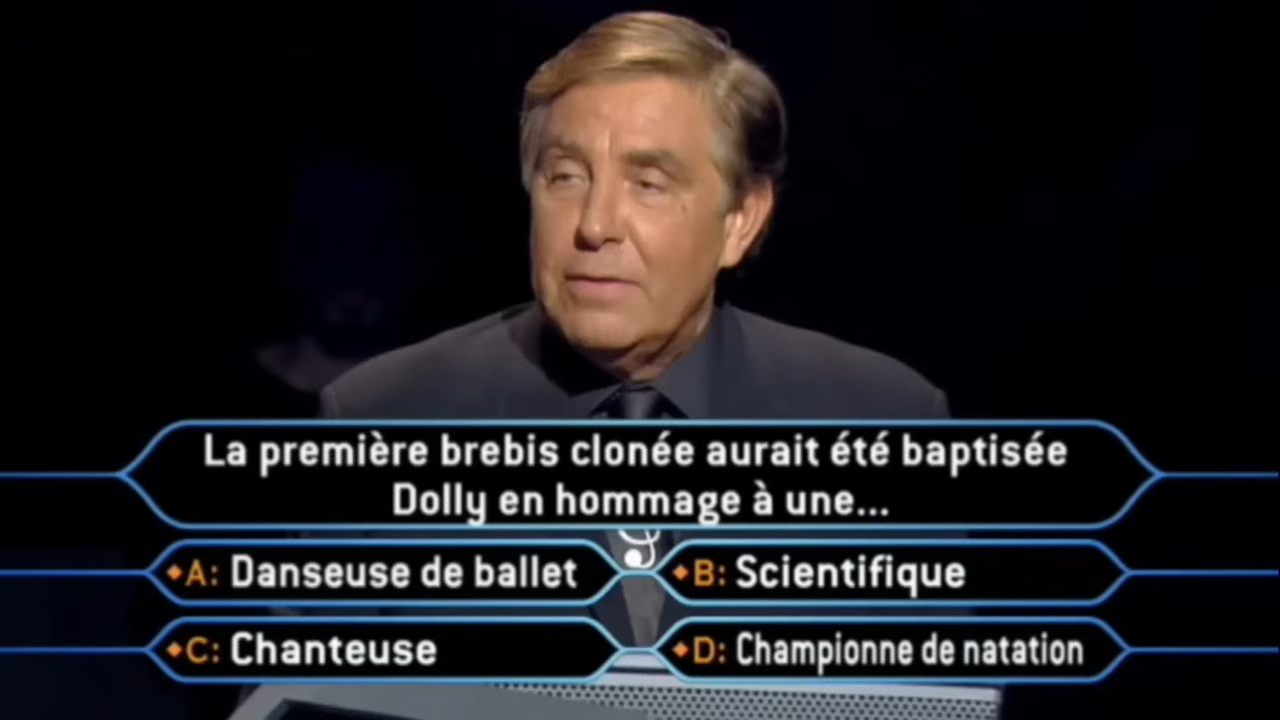 La première brebis clonée aurait été baptisée
Dolly en hommage à une...
A: Danseuse de ballet
B: Scientifique
C: Chanteuse
D: Championne de natation